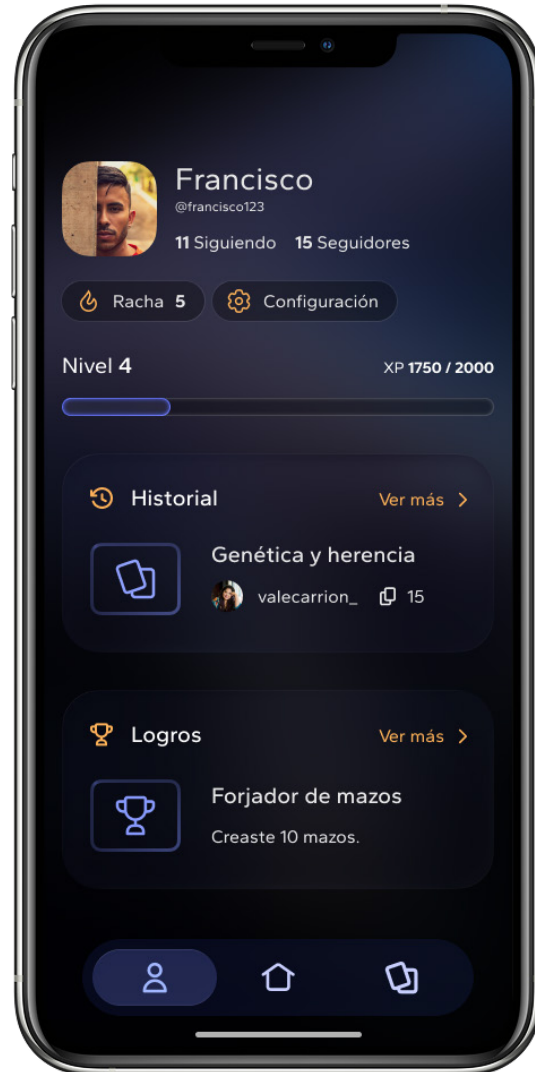 Francisco
@francisco123
11 Siguiendo 15 Seguidores
Racha 5 Configuración
Nivel 4 XP 1750 / 2000
Historial Ver más
Genética y herencia
valecarrion_ 15
Logros Ver más
Forjador de mazos
Creaste 10 mazos.